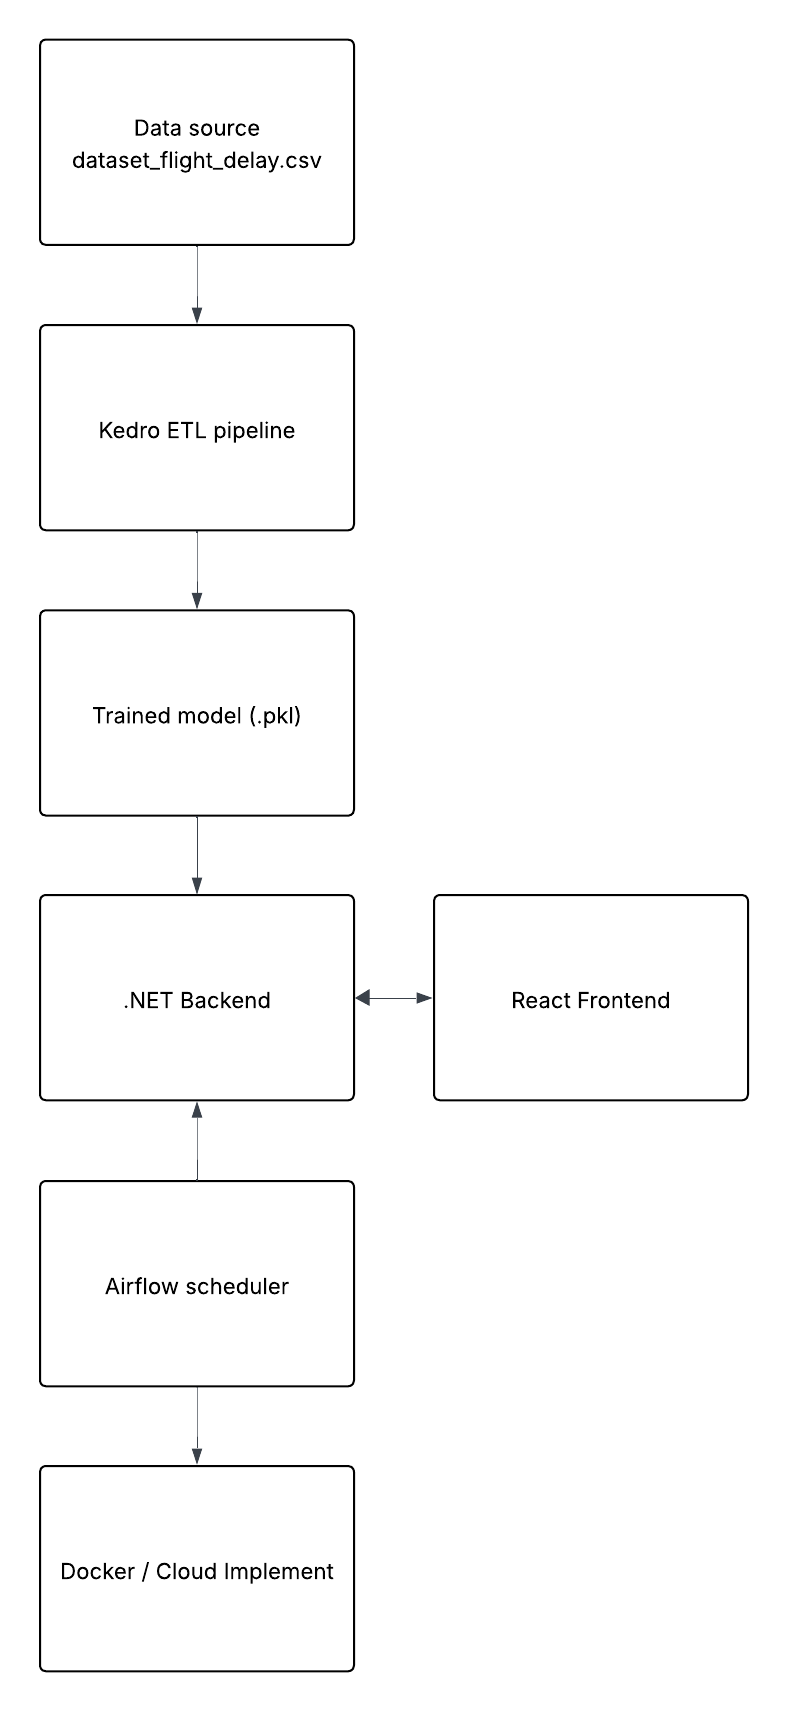 Data source
dataset_flight_delay.csv
Kedro ETL pipeline
Trained model (.pkl)
.NET Backend
React Frontend
Airflow scheduler
Docker / Cloud Implement